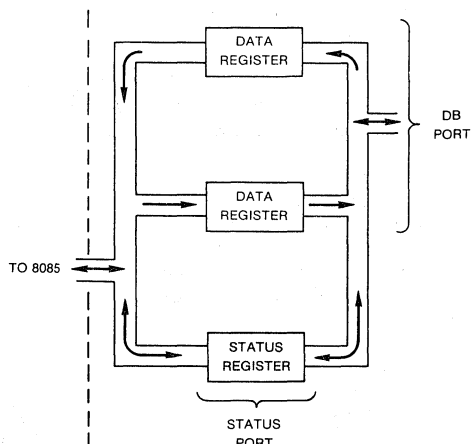 DATA
REGISTER
DB
PORT
DATA
REGISTER
TO 8085
STATUS
REGISTER
STATUS
PORT